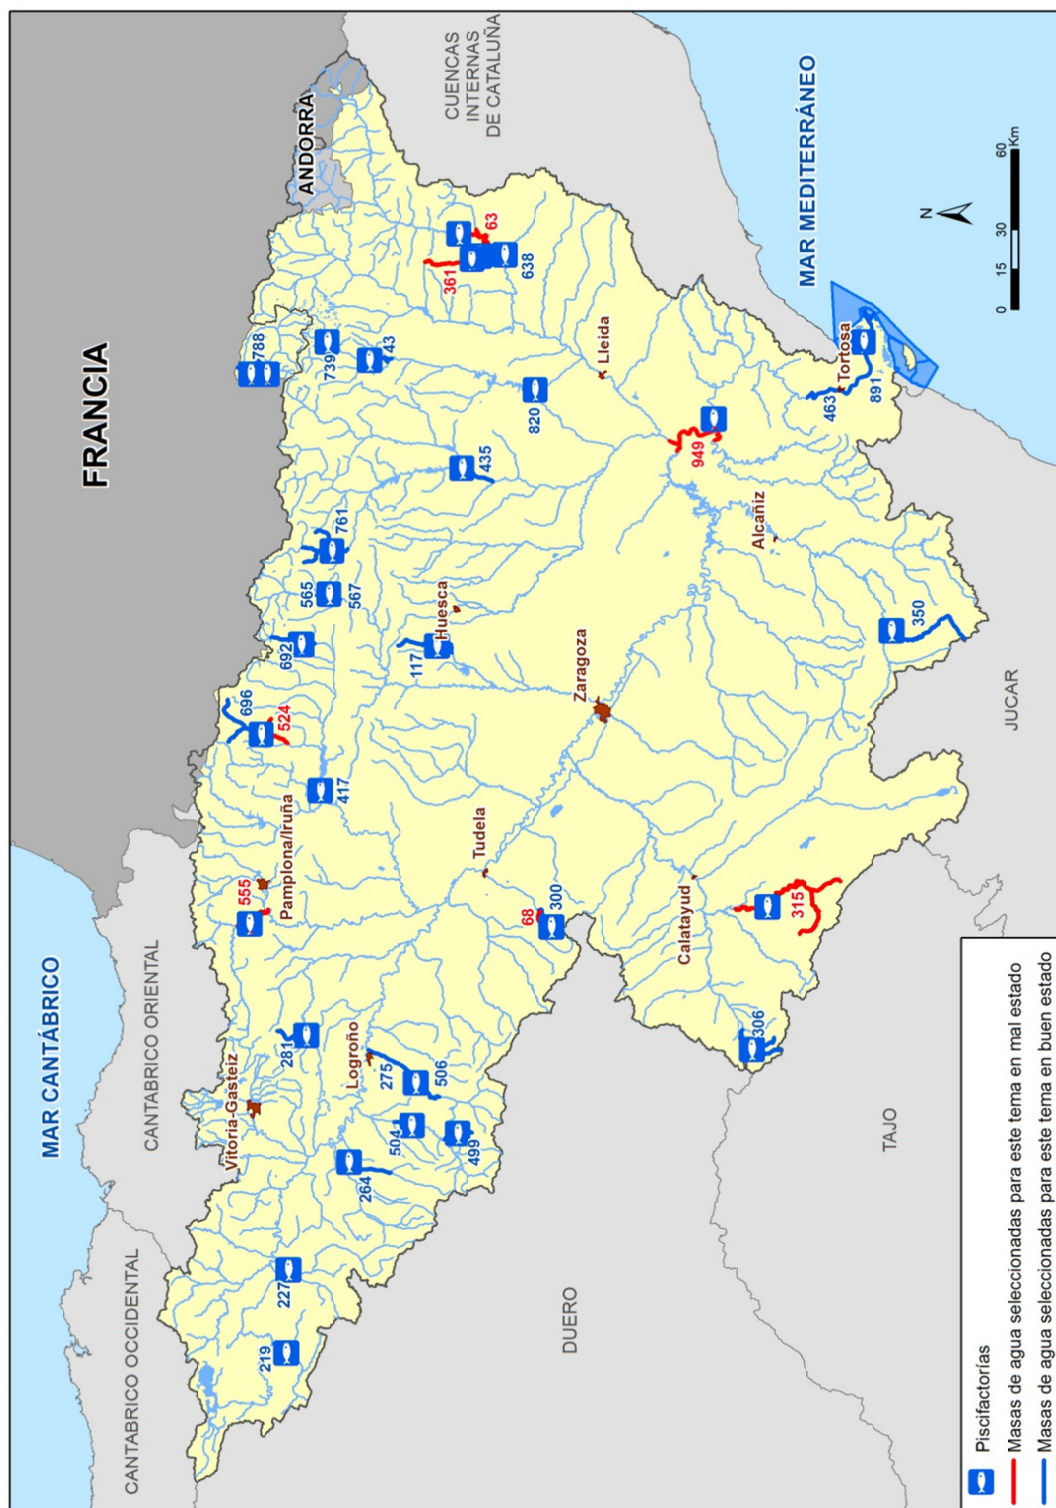 MAR CANTÁBRICO
FRANCIA
ANDORRA
CUENCAS
INTERNAS
DE CATALUÑA
CANTABRICO OCCIDENTAL
CANTABRICO ORIENTAL
Vitoria-Gasteiz
Pamplona/Iruña
Logroño
Tudela
Huesca
Zaragoza
Lleida
Calatayud
Alcañiz
Tortosa
MAR MEDITERRÁNEO
DUERO
TAJO
JUCAR
219
227
264
281
275
506
504
499
555
68
300
306
315
417
696
524
692
565
567
761
117
435
788
739
743
820
361
63
638
949
463
891
350
N
0 15 30 60 Km
Piscifactorías
Masas de agua seleccionadas para este tema en mal estado
Masas de agua seleccionadas para este tema en buen estado